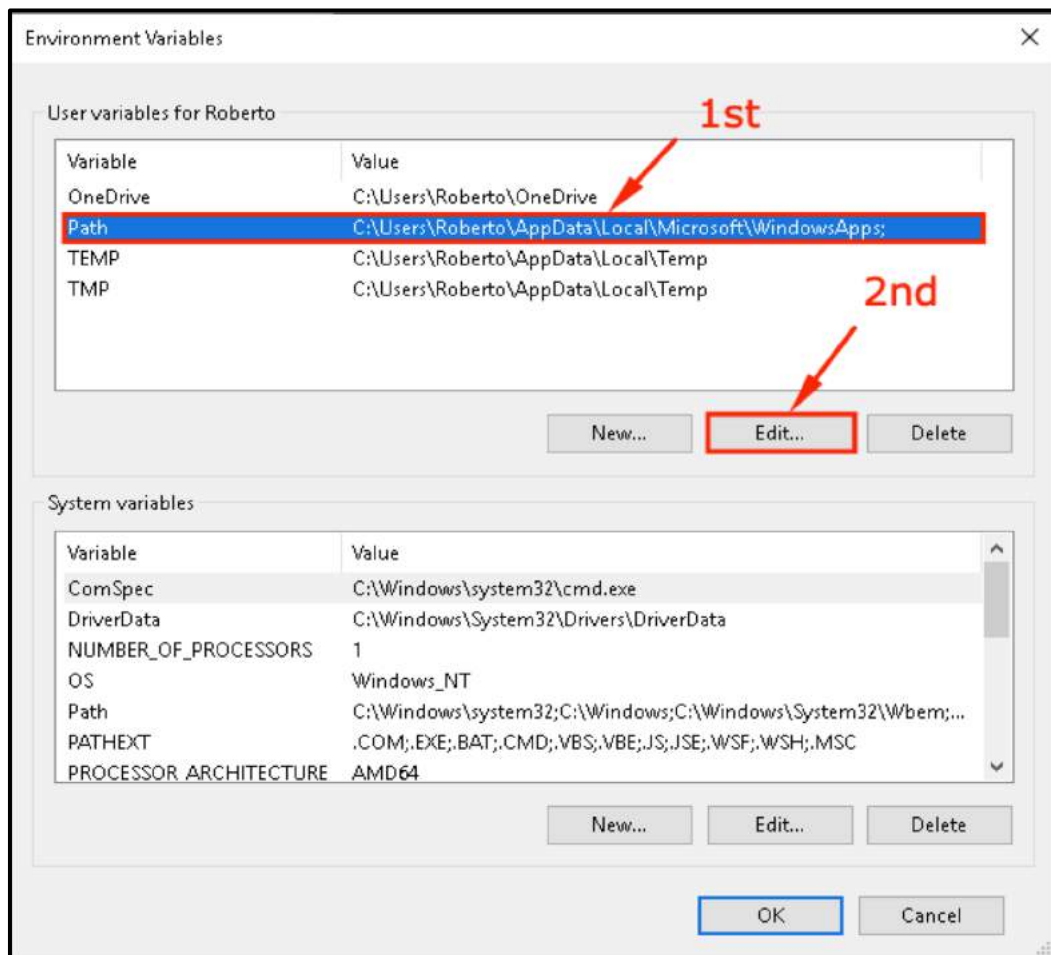 Environment Variables
User variables for Roberto
1st
Variable Value
OneDrive C:\Users\Roberto\OneDrive
Path C:\Users\Roberto\AppData\Local\Microsoft\WindowsApps;
TEMP C:\Users\Roberto\AppData\Local\Temp
TMP C:\Users\Roberto\AppData\Local\Temp
2nd
New... Edit... Delete
System variables
Variable Value
ComSpec C:\Windows\system32\cmd.exe
DriverData C:\Windows\System32\Drivers\DriverData
NUMBER_OF_PROCESSORS 1
OS Windows_NT
Path C:\Windows\system32;C:\Windows;C:\Windows\System32\Wbem;...
PATHEXT .COM;.EXE;.BAT;.CMD;.VBS;.VBE;.JS;.JSE;.WSF;.WSH;.MSC
PROCESSOR_ARCHITECTURE AMD64
New... Edit... Delete
OK Cancel